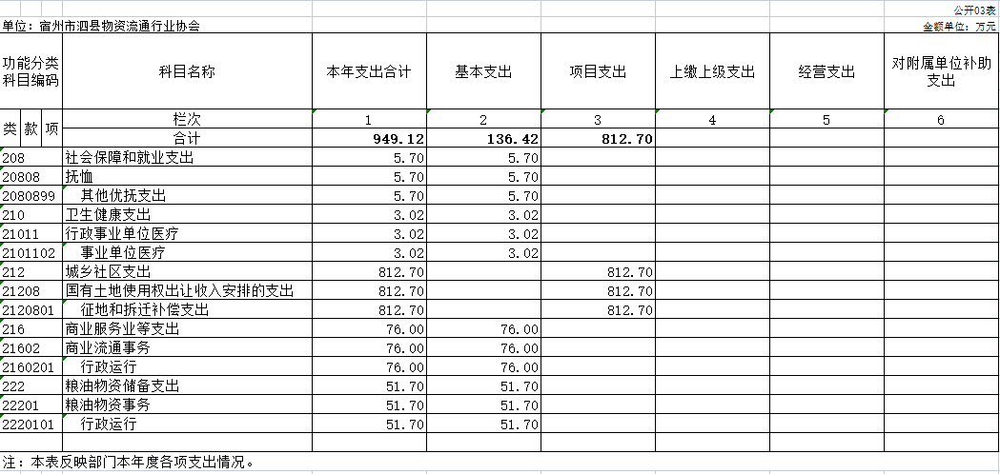 公开03表
单位：宿州市泗县物资流通行业协会 金额单位：万元
功能分类科目编码 科目名称 本年支出合计 基本支出 项目支出 上缴上级支出 经营支出 对附属单位补助支出
类 款 项 栏次 1 2 3 4 5 6
合计 949.12 136.42 812.70
208 社会保障和就业支出 5.70 5.70
20808 抚恤 5.70 5.70
2080899 其他优抚支出 5.70 5.70
210 卫生健康支出 3.02 3.02
21011 行政事业单位医疗 3.02 3.02
2101102 事业单位医疗 3.02 3.02
212 城乡社区支出 812.70 812.70
21208 国有土地使用权出让收入安排的支出 812.70 812.70
2120801 征地和拆迁补偿支出 812.70 812.70
216 商业服务业等支出 76.00 76.00
21602 商业流通事务 76.00 76.00
2160201 行政运行 76.00 76.00
222 粮油物资储备支出 51.70 51.70
22201 粮油物资事务 51.70 51.70
2220101 行政运行 51.70 51.70
注：本表反映部门本年度各项支出情况。